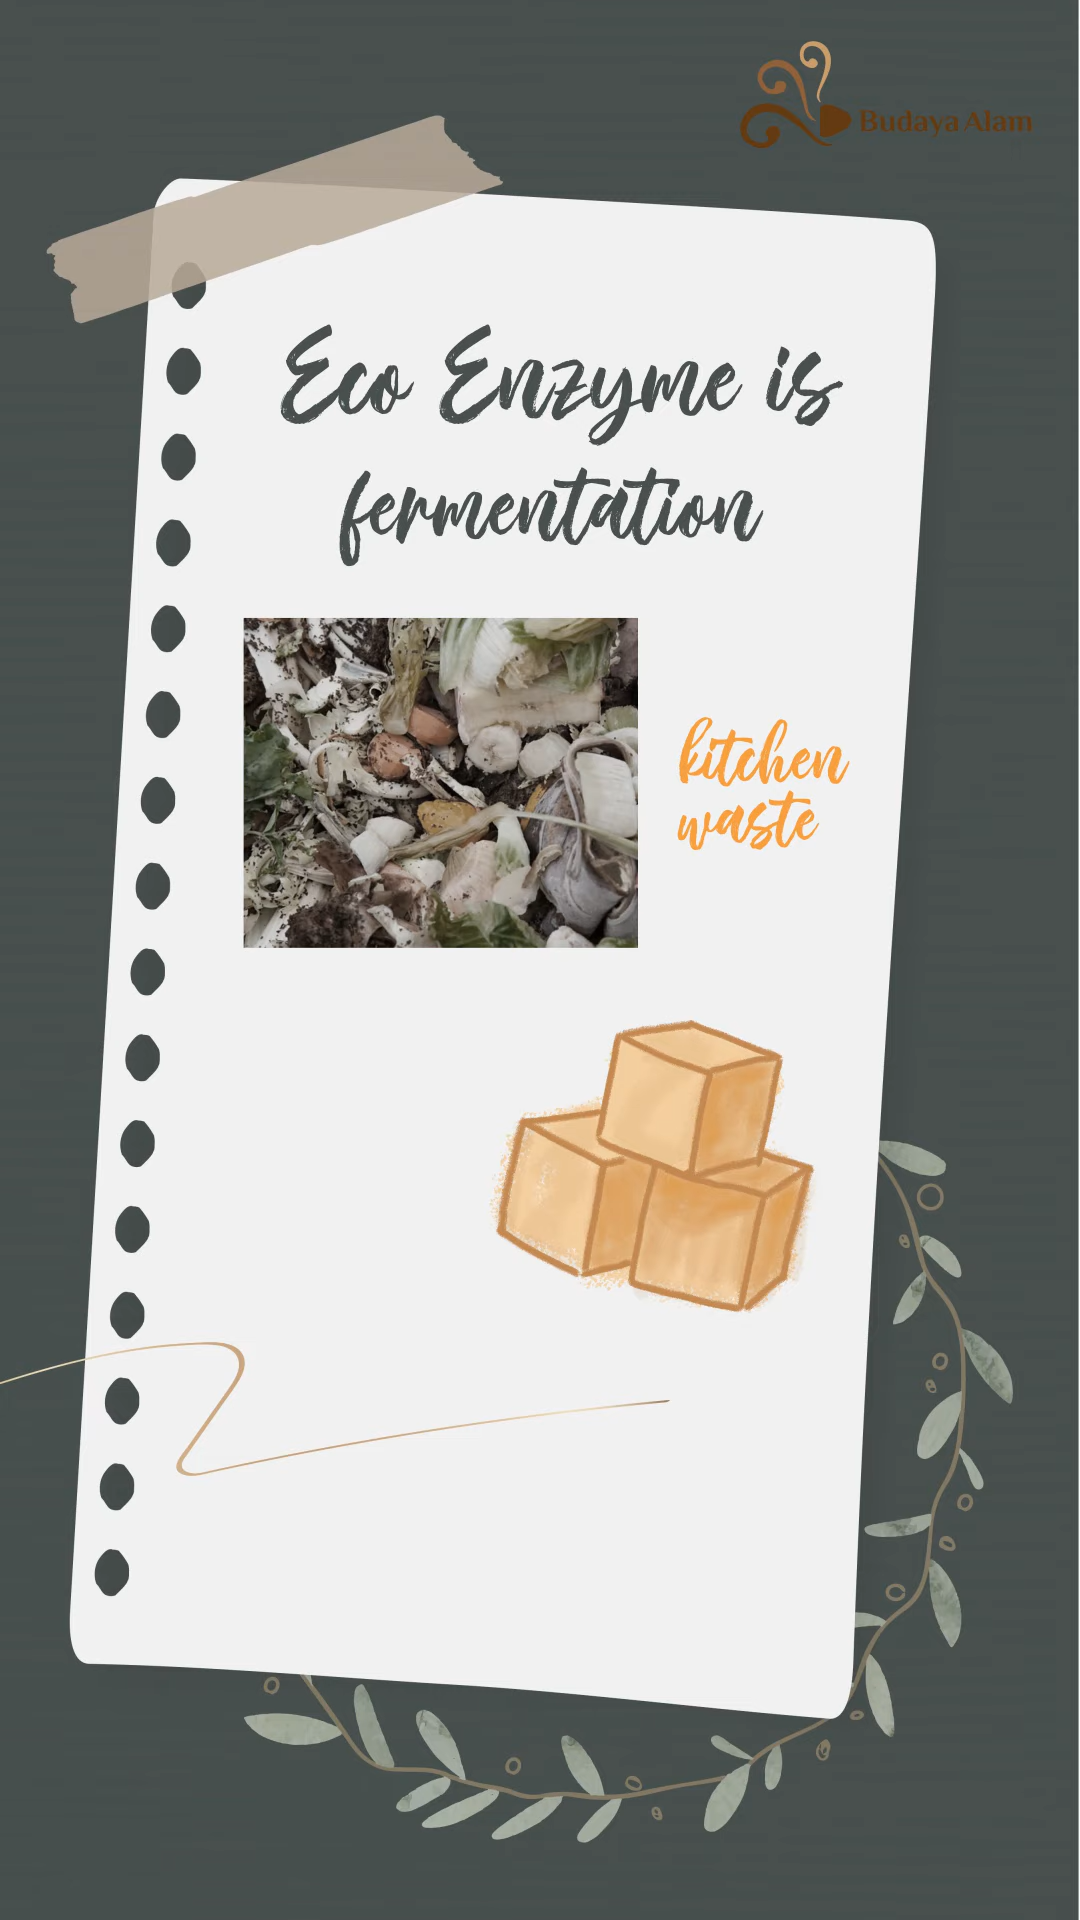 Budaya Alam
Eco Enzyme is
fermentation
kitchen
waste